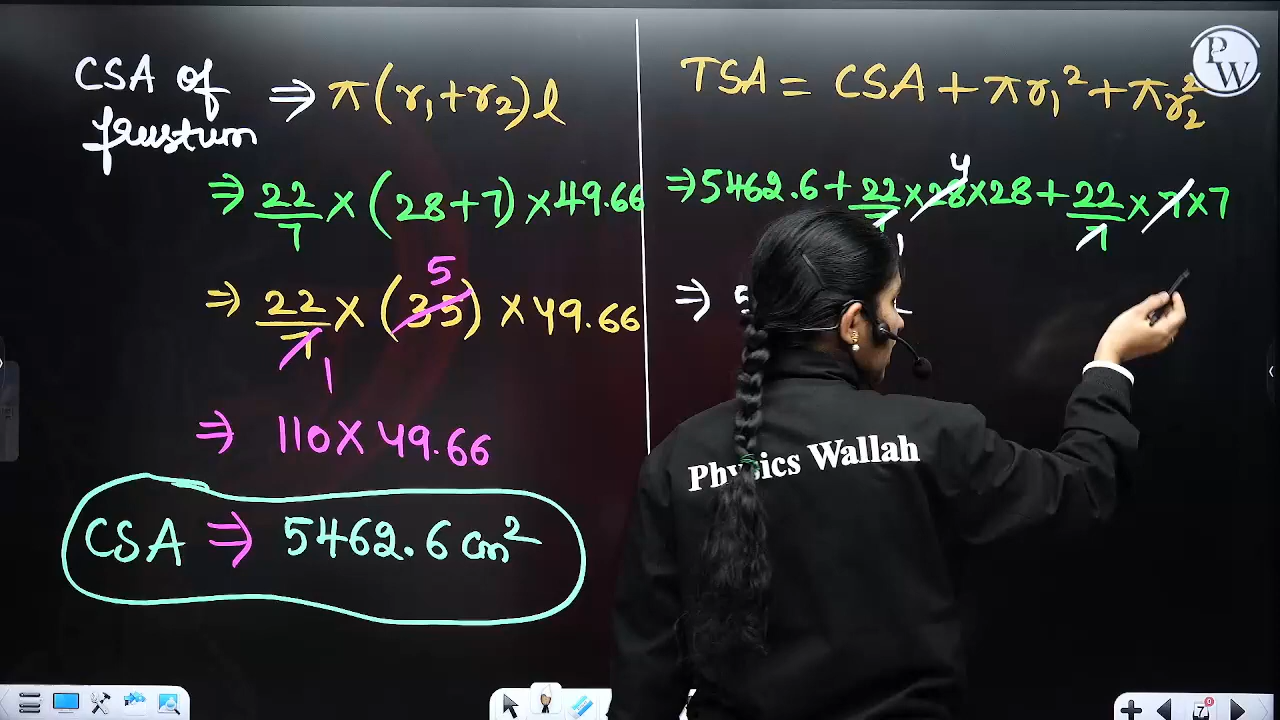 CSA of frustum ⇒ π(r₁+r₂)l
⇒ 22/7 × (28+7) × 49.66
⇒ 22/7 × (35) × 49.66
5
1
⇒ 110 × 49.66
CSA ⇒ 5462.6 cm²
TSA = CSA + πr₁² + πr₂²
4
⇒ 5462.6 + 22/7 × 28 × 28 + 22/7 × 7 × 7
1
⇒ 5
PW
Physics Wallah
7